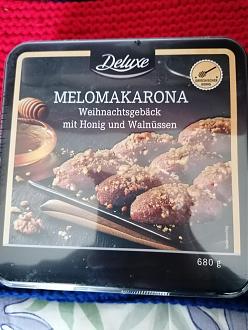 Deluxe
MELOMAKARONA
Weihnachtsgebäck
mit Honig und Walnüssen
680 g